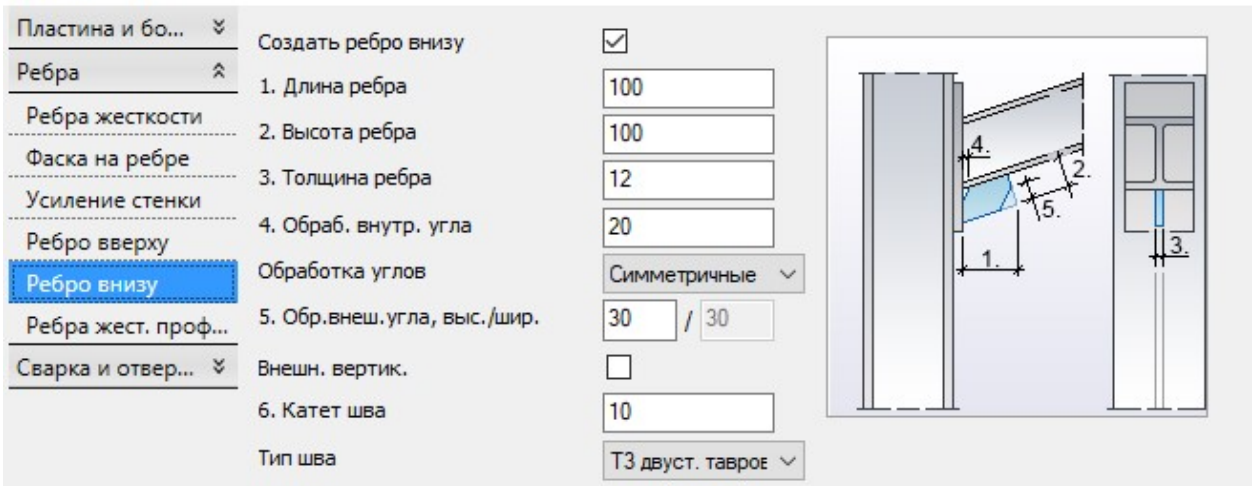 Пластина и бо...
Ребра
Ребра жесткости
Фаска на ребре
Усиление стенки
Ребро вверху
Ребро внизу
Ребра жест. проф...
Сварка и отвер...
Создать ребро внизу
1. Длина ребра 100
2. Высота ребра 100
3. Толщина ребра 12
4. Обраб. внутр. угла 20
Обработка углов Симметричные
5. Обр.внеш.угла, выс./шир. 30 / 30
Внешн. вертик.
6. Катет шва 10
Тип шва Т3 двуст. тавров
4.
2.
5.
1.
3.